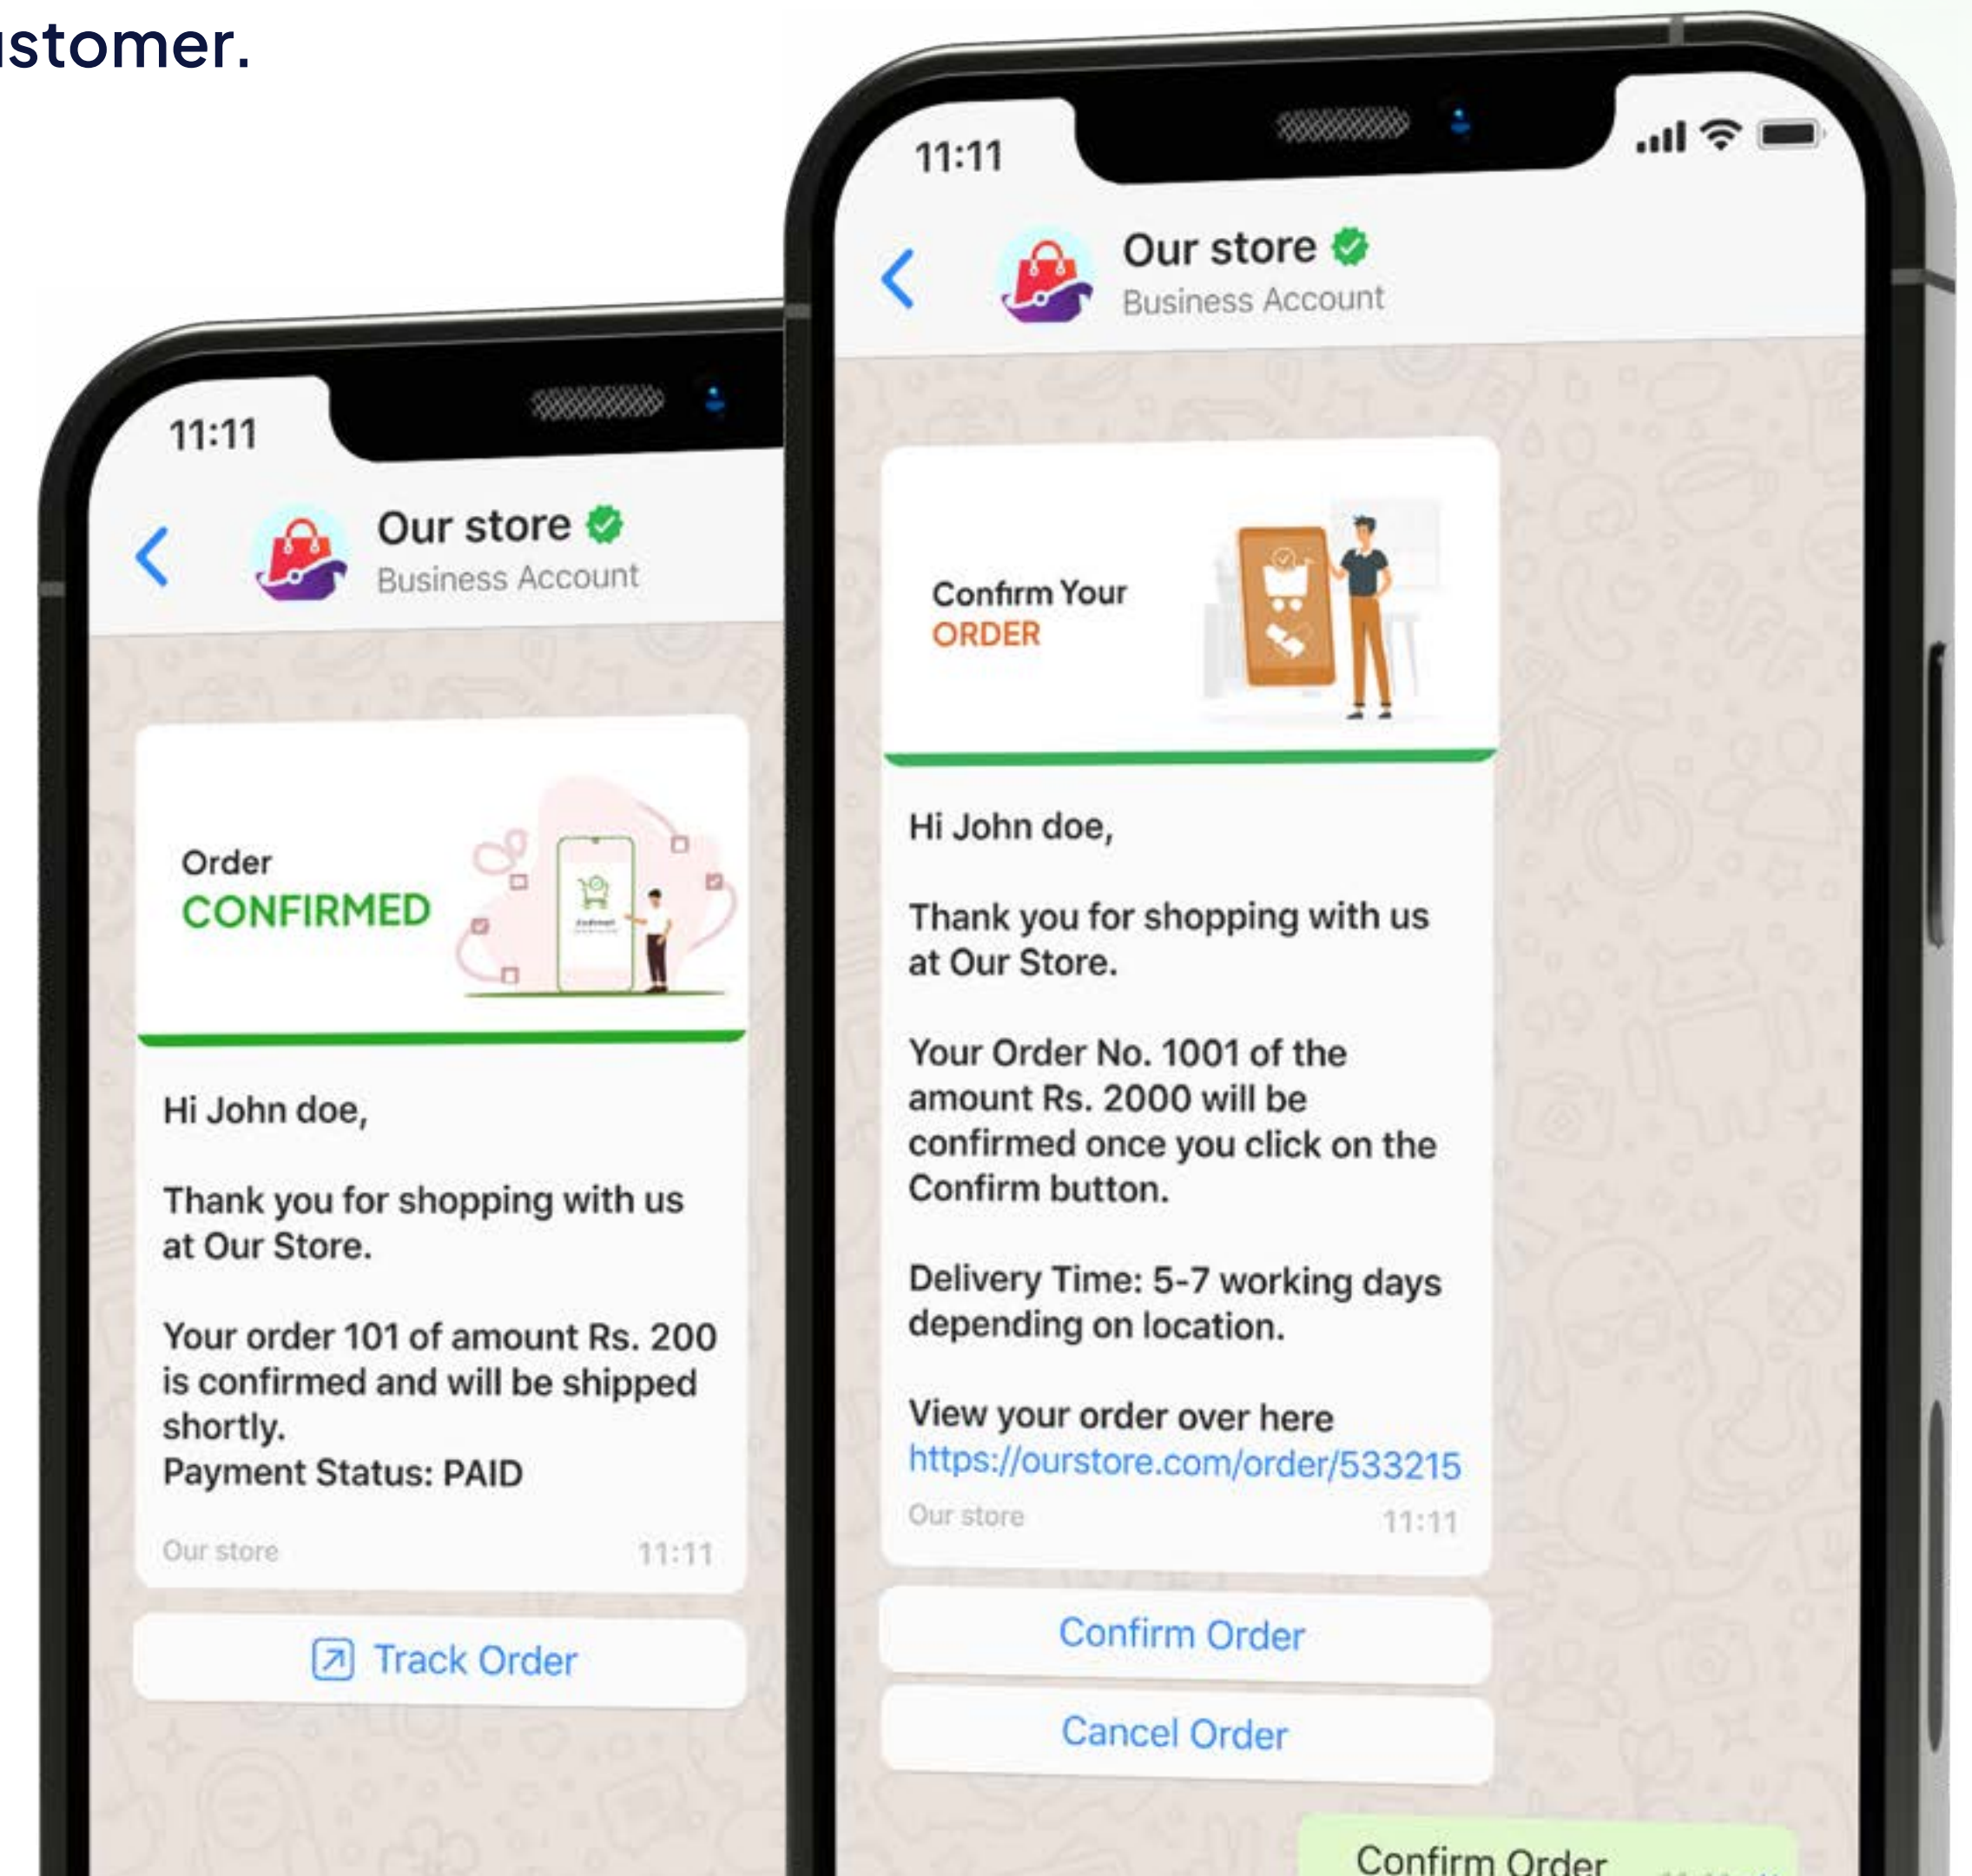 ustomer.
11:11
Our store
Business Account
Order
CONFIRMED
Hi John doe,
Thank you for shopping with us
at Our Store.
Your order 101 of amount Rs. 200
is confirmed and will be shipped
shortly.
Payment Status: PAID
Our store 11:11
Track Order
11:11
Our store
Business Account
Confirm Your
ORDER
Hi John doe,
Thank you for shopping with us
at Our Store.
Your Order No. 1001 of the
amount Rs. 2000 will be
confirmed once you click on the
Confirm button.
Delivery Time: 5-7 working days
depending on location.
View your order over here
https://ourstore.com/order/533215
Our store 11:11
Confirm Order
Cancel Order
Confirm Order